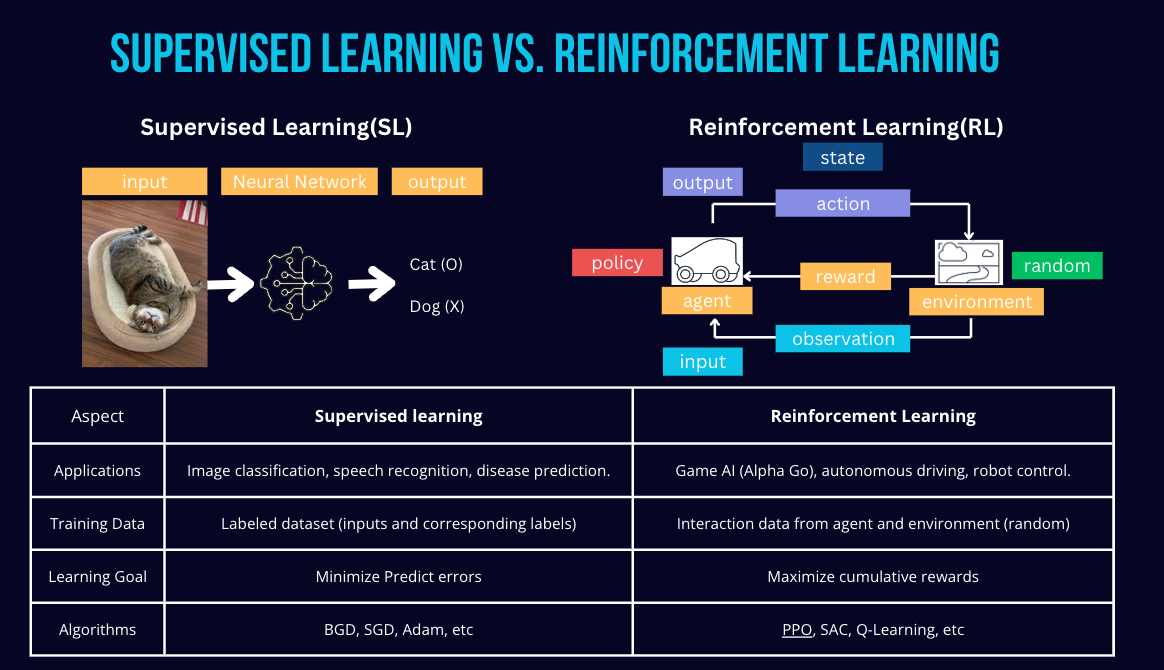 SUPERVISED LEARNING VS. REINFORCEMENT LEARNING
Supervised Learning(SL)
input
Neural Network
output
Cat (O)
Dog (X)
Reinforcement Learning(RL)
state
output
action
policy
random
reward
agent
environment
observation
input
Aspect
Supervised learning
Reinforcement Learning
Applications
Image classification, speech recognition, disease prediction.
Game AI (Alpha Go), autonomous driving, robot control.
Training Data
Labeled dataset (inputs and corresponding labels)
Interaction data from agent and environment (random)
Learning Goal
Minimize Predict errors
Maximize cumulative rewards
Algorithms
BGD, SGD, Adam, etc
PPO, SAC, Q-Learning, etc